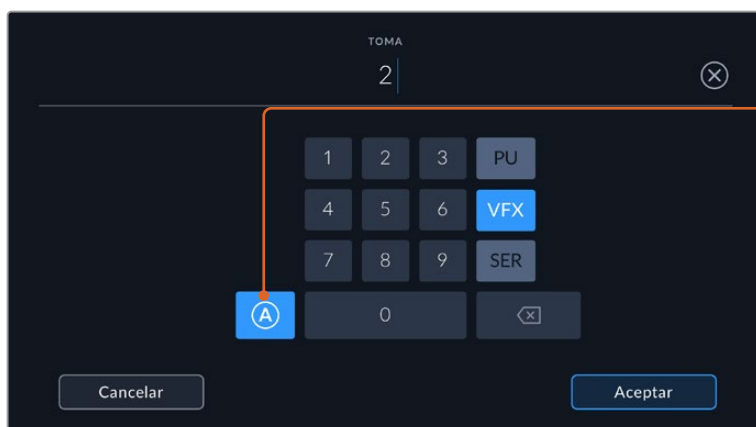 TOMA
2
1 2 3 PU
4 5 6 VFX
7 8 9 SER
A 0
Cancelar Aceptar